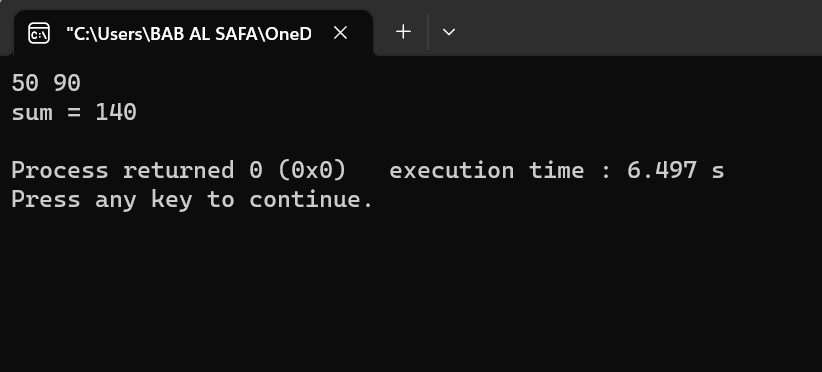 "C:\Users\BAB AL SAFA\OneD
50 90
sum = 140
Process returned 0 (0x0)   execution time : 6.497 s
Press any key to continue.